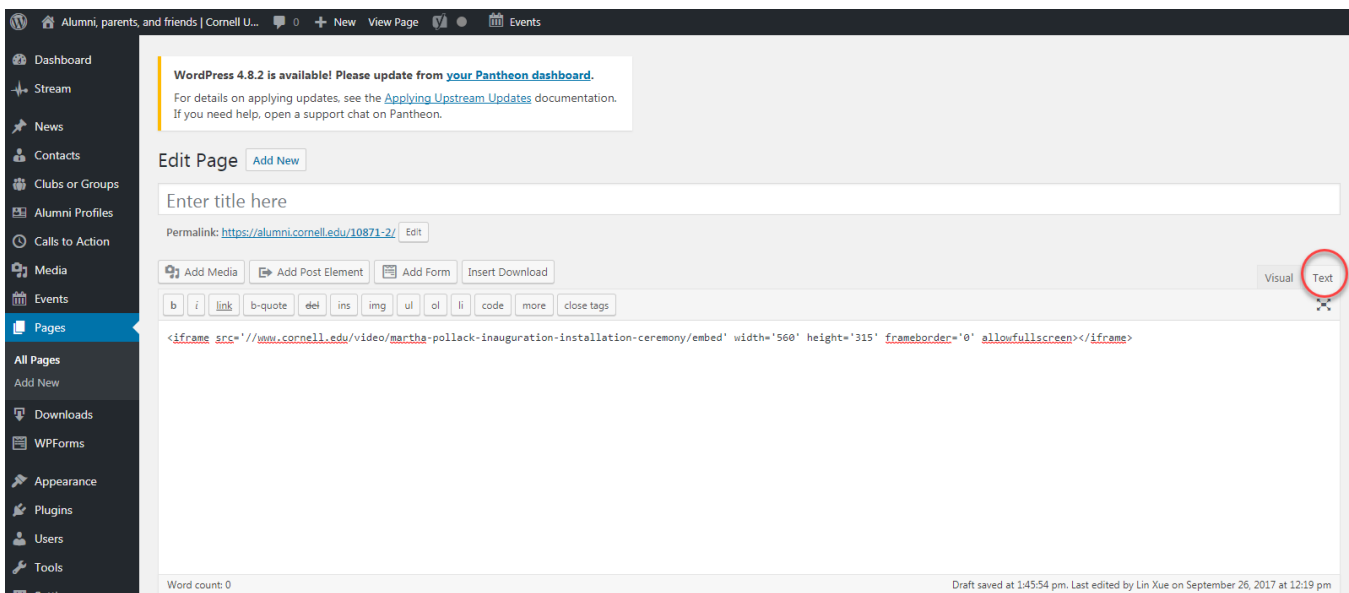 Alumni, parents, and friends | Cornell U... 0 New View Page Events
Dashboard
Stream
News
Contacts
Clubs or Groups
Alumni Profiles
Calls to Action
Media
Events
Pages
All Pages
Add New
Downloads
WPForms
Appearance
Plugins
Users
Tools
WordPress 4.8.2 is available! Please update from your Pantheon dashboard.
For details on applying updates, see the Applying Upstream Updates documentation.
If you need help, open a support chat on Pantheon.
Edit Page Add New
Enter title here
Permalink: https://alumni.cornell.edu/10871-2/ Edit
Add Media Add Post Element Add Form Insert Download
Visual Text
b i link b-quote del ins img ul ol li code more close tags
<iframe src='//www.cornell.edu/video/martha-pollack-inauguration-installation-ceremony/embed' width='560' height='315' frameborder='0' allowfullscreen></iframe>
Word count: 0 Draft saved at 1:45:54 pm. Last edited by Lin Xue on September 26, 2017 at 12:19 pm